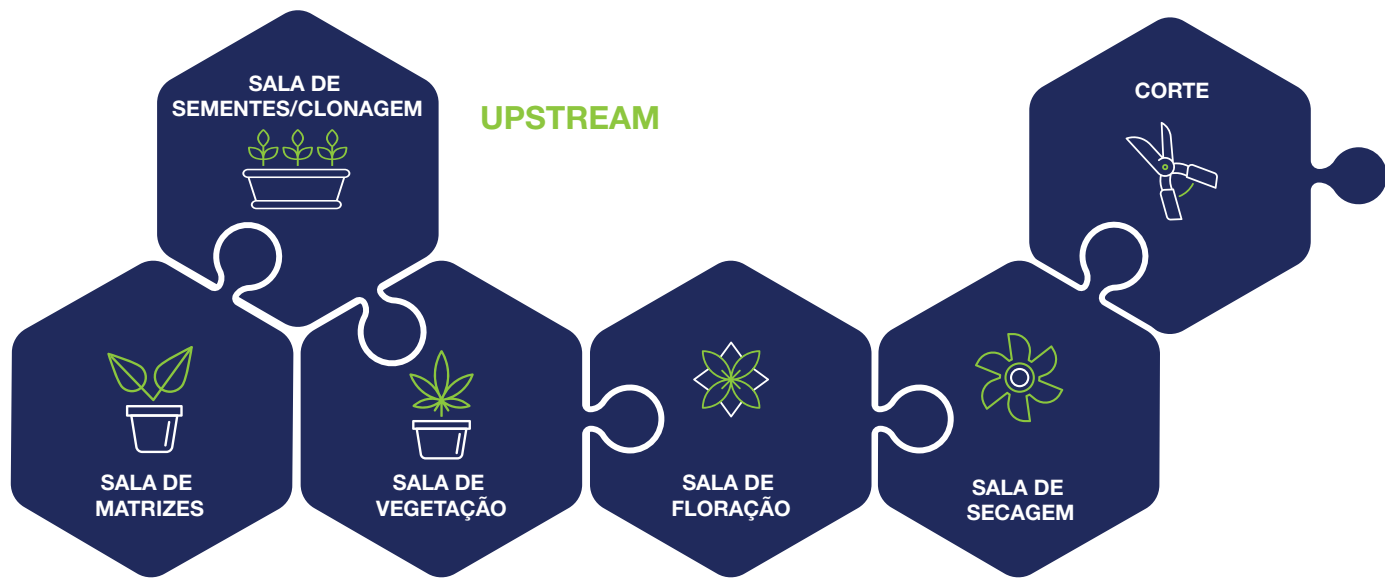 SALA DE
SEMENTES/CLONAGEM
UPSTREAM
CORTE
SALA DE
MATRIZES
SALA DE
VEGETAÇÃO
SALA DE
FLORAÇÃO
SALA DE
SECAGEM